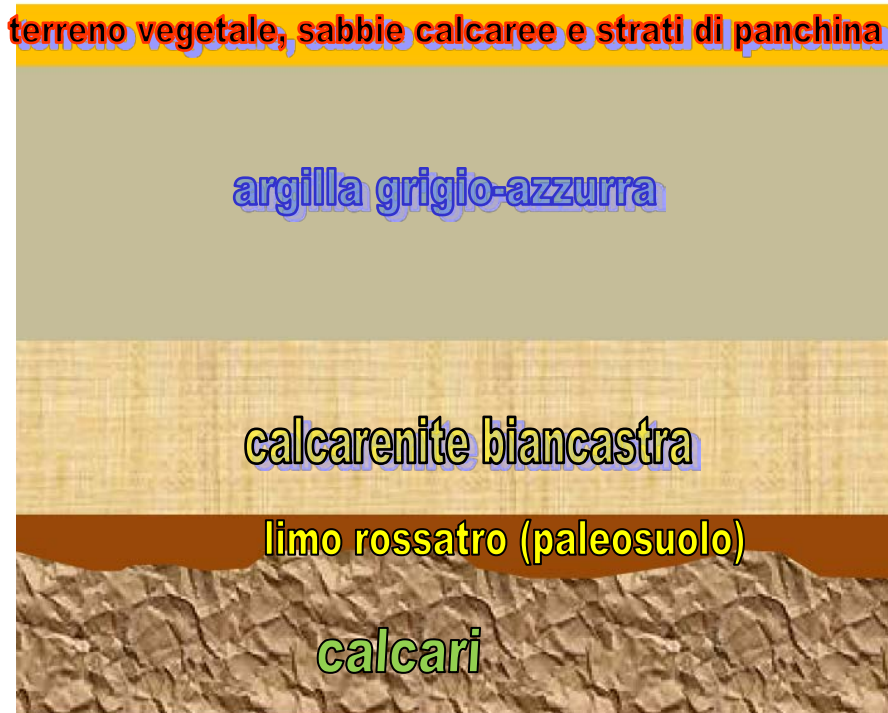 terreno vegetale, sabbie calcaree e strati di panchina
argilla grigio-azzurra
calcarenite biancastra
limo rossatro (paleosuolo)
calcari